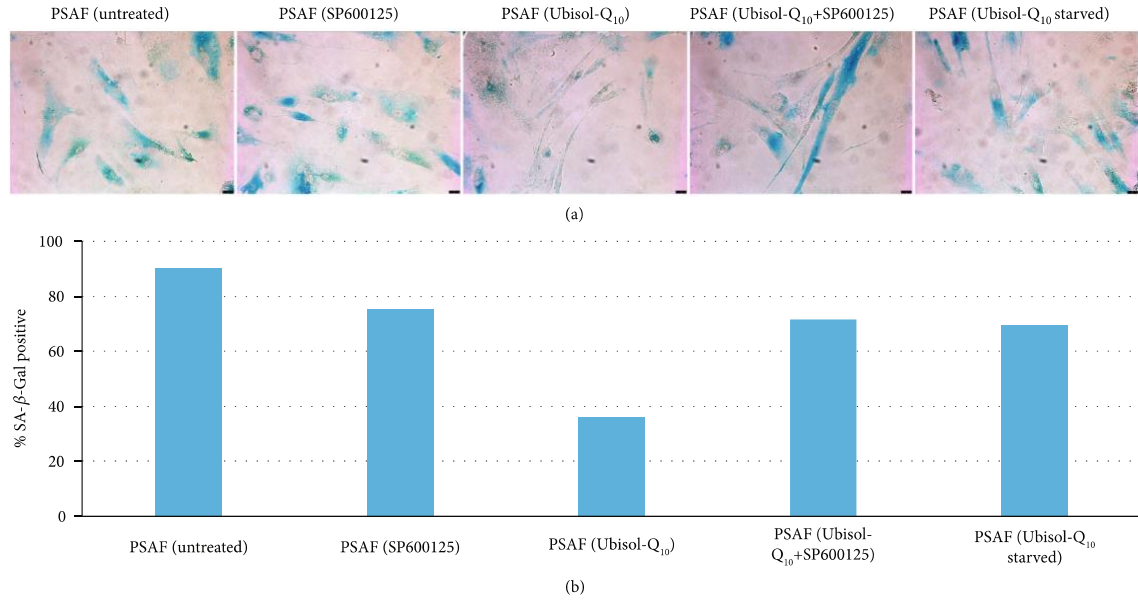 PSAF (untreated)
PSAF (SP600125)
PSAF (Ubisol-Q10)
PSAF (Ubisol-Q10+SP600125)
PSAF (Ubisol-Q10 starved)
(a)
% SA-β-Gal positive
100
80
60
40
20
0
PSAF (untreated)
PSAF (SP600125)
PSAF (Ubisol-Q10)
PSAF (Ubisol-
Q10+SP600125)
PSAF (Ubisol-Q10
starved)
(b)